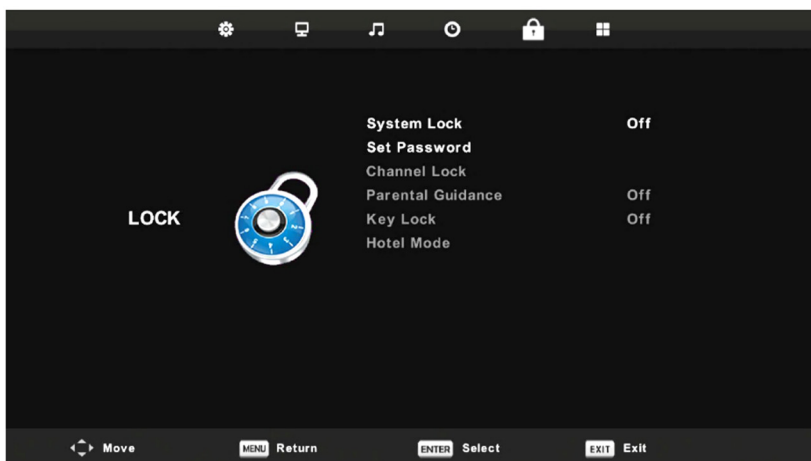 System Lock Off
Set Password
Channel Lock
Parental Guidance Off
LOCK
Key Lock Off
Hotel Mode
Move MENU Return ENTER Select EXIT Exit